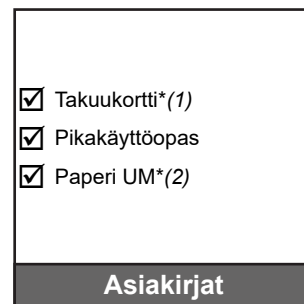 ☑ Takuukortti*(1)
☑ Pikakäyttöopas
☑ Paperi UM*(2)
Asiakirjat